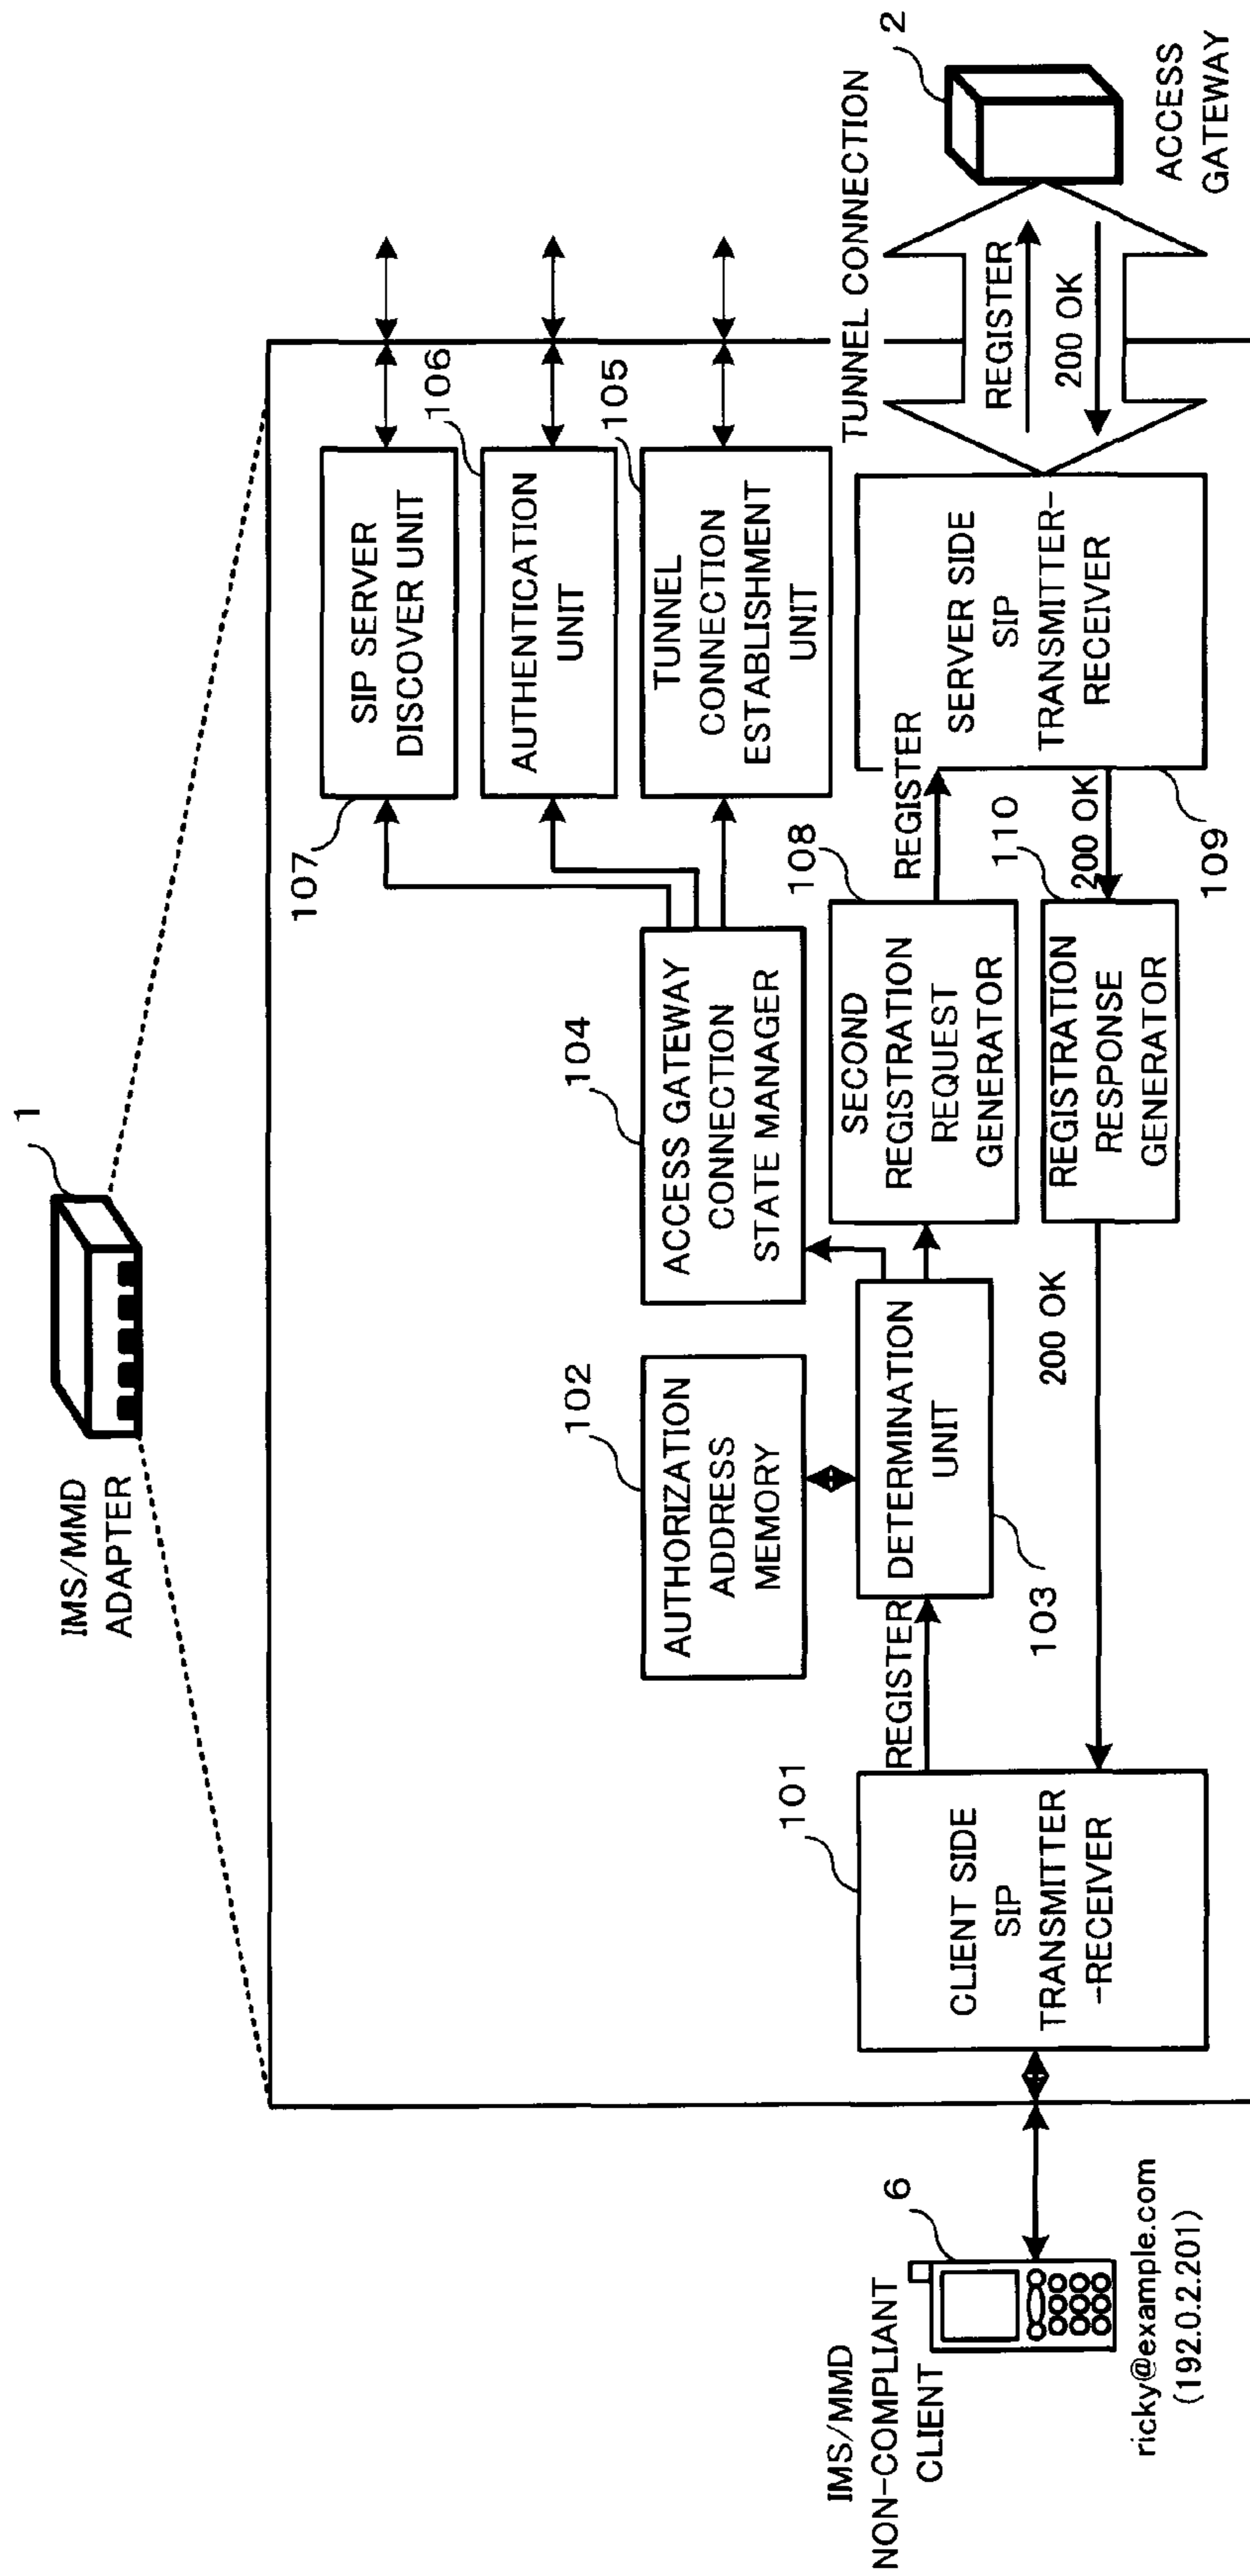 1
IMS/MMD
ADAPTER
107
SIP SERVER
DISCOVER UNIT
106
AUTHENTICATION
UNIT
105
TUNNEL
CONNECTION
ESTABLISHMENT
UNIT
104
ACCESS GATEWAY
CONNECTION
STATE MANAGER
102
AUTHORIZATION
ADDRESS
MEMORY
IMS/MMD
NON-COMPLIANT
CLIENT
6
ricky@example.com
(192.0.2.201)
101
CLIENT SIDE
SIP
TRANSMITTER
-RECEIVER
REGISTER
DETERMINATION
UNIT
103
108
SECOND
REGISTRATION
REQUEST
GENERATOR
REGISTER
110
REGISTRATION
RESPONSE
GENERATOR
200 OK
200 OK
SERVER SIDE
SIP
TRANSMITTER-
RECEIVER
109
TUNNEL CONNECTION
REGISTER
200 OK
2
ACCESS
GATEWAY